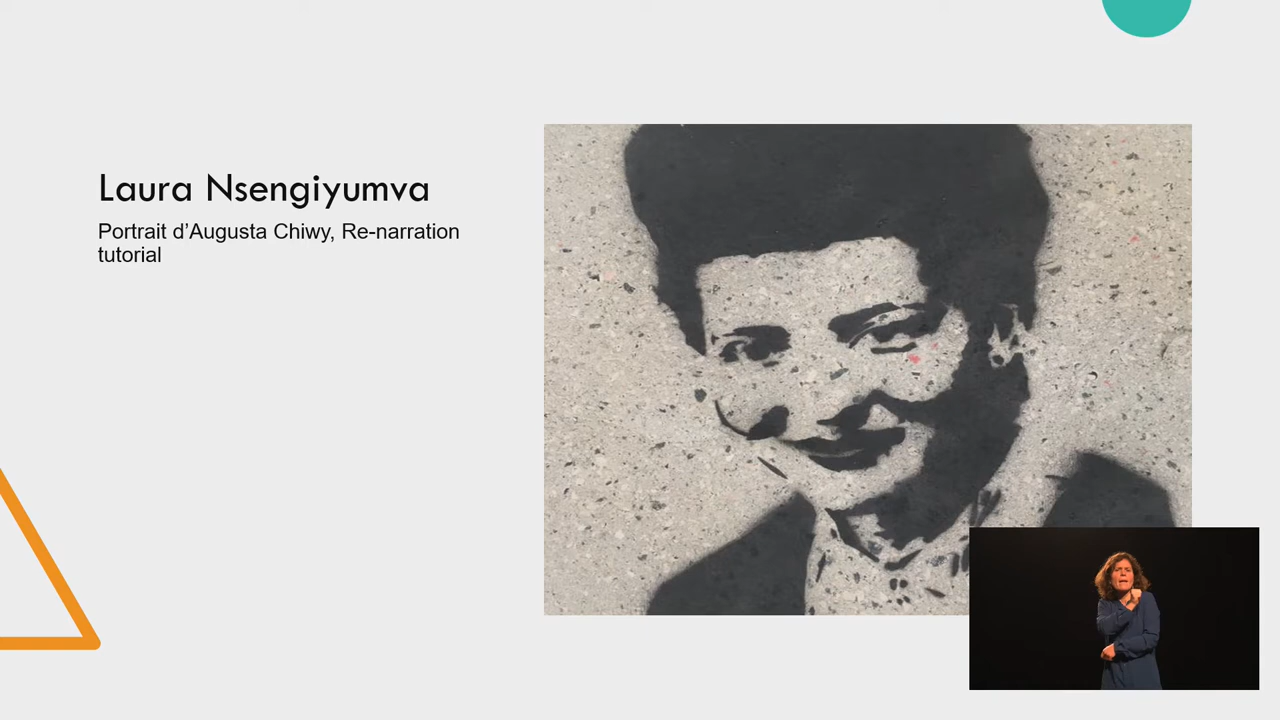 Laura Nsengiyumva
Portrait d’Augusta Chiwy, Re-narration
tutorial